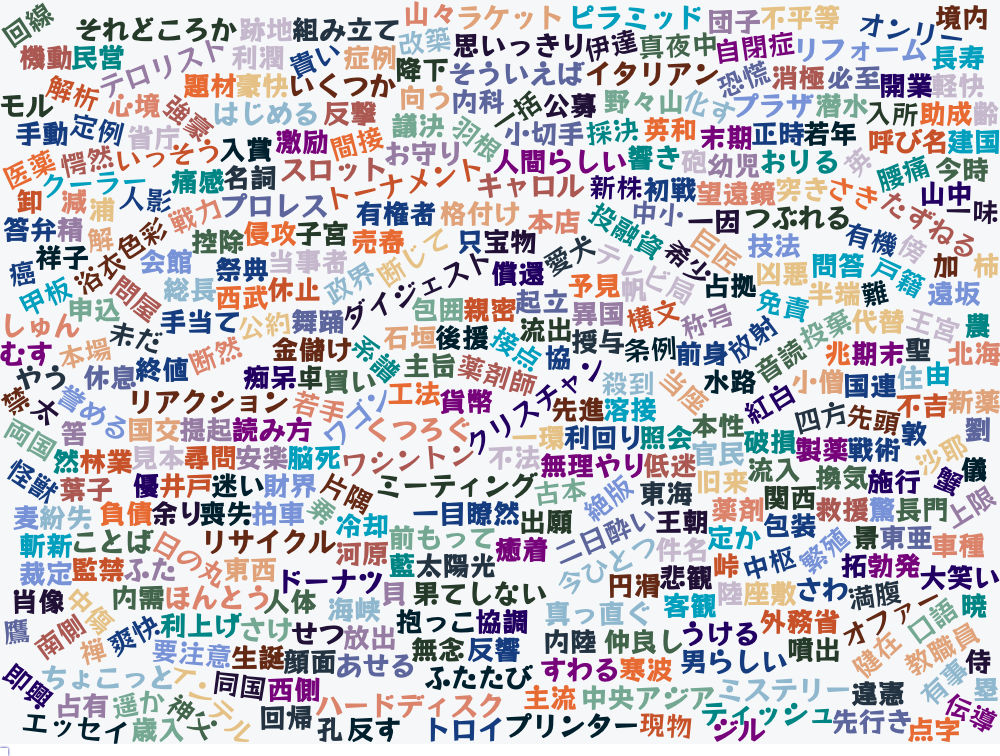 回線 それどころか 跡地 組み立て 山々 ラケット ピラミッド 団子 不平等 オンリー 境内
機動 民営 テロリスト 利潤 貴い 症例 改築 思いっきり 伊達 真夜中 自閉症 リフォーム 長寿
解析 題材 豪快 いくつか 降下 そういえば イタリアン 恐慌 消極 必至 開業 軽快
モル 心境 強豪 はじめる 反撃 向う 内科 一括 公募 野々山 化す プラザ 潜水 入所 助成 齢
手動 定例 省庁 激励 間接 議決 羽根 小切手 採決 英和 末期 正時 若年 呼び名 建国
医薬 愕然 いっそう 入賞 スロット お守り 人間らしい 響き 砲 幼児 おりる 腰痛 今時
クーラー 痛感 名詞 トーナメント キャロル 新株 初戦 望遠鏡 突き さき 山中 一味
卸 減 浦 人影 戦力 プロレス 有権者 格付け 本店 投融資 中小 一因 つぶれる たずねる
答弁 精 解 色彩 控除 侵攻 子宮 売春 断じて 只 宝物 愛犬 希少 巨匠 技法 有機 傍
癌 祥子 浴衣 会館 祭典 当事者 政界 ダイジェスト 償還 テレビ局 占拠 凶悪 問答 戸籍 加 柿
甲板 申込 問屋 総長 西武 休止 包囲 親密 起立 予見 帆 免責 半端 難 遠坂
しゅん 未だ 手当て 公約 舞踊 石垣 後援 流出 異国 構文 称号 放射 投棄 代替 王宮 農
むす 本場 断然 金儲け 系譜 主旨 接点 協 授与 条例 前身 音読 兆 期末 聖 北海
やう 休息 終値 痴呆 卓 買い 工法 薬剤師 クリスチャン 殺到 当座 水路 小僧 国連 住 由
禁 木 誉める リアクション 若手 ワゴン 貨幣 先進 溶接 紅白 四方 先頭 不吉 新薬
両国 筈 国文 提起 読み方 くつろぐ 一環 利回り 照会 本性 破損 製薬 戦術 敦 劉
怪獣 然 林業 見本 尋問 安楽 脳死 ワシントン 不法 無理やり 低迷 官民 流入 換気 沙耶 儀
葉子 優 井戸 迷い 財界 片隅 ミーティング 古本 絶版 東海 旧来 関西 施行 蟹 上限
麦 紛失 負債 余り 喪失 拍車 冷却 一目瞭然 出願 二日酔い 王朝 薬剤 包装 救援 驚 長門
斬新 ことば 日の丸 リサイクル 河原 前もって 癒着 件名 定か 繁殖 景 東亜 車種
裁定 監禁 ふた 東西 ドーナツ 藍 太陽光 今ひとつ 円滑 悲観 峠 中枢 拓 勃発 大笑い
肖像 中毒 内需 ほんとう 人体 海峡 貝 果てしない 真っ直ぐ 客観 陸 座敷 さわ 満腹 オファー 口語 暁
鷹 南側 禅 爽快 利上げ さけ せつ 放出 抱っこ 協調 内陸 仲良し うける 外務省 噴出 健在 教職員
即興 ちょこっと 要注意 生誕 顔面 あせる 無念 反響 すわる 寒波 男らしい 有事 侍
占有 遥か 神父 インテル 同国 西側 ハードディスク ふたたび 主流 中央アジア ミステリー 違憲 塁
エッセイ 歳入 回帰 孔 反す トロイ プリンター 現物 ジル ティッシュ 先行き 点字 伝導